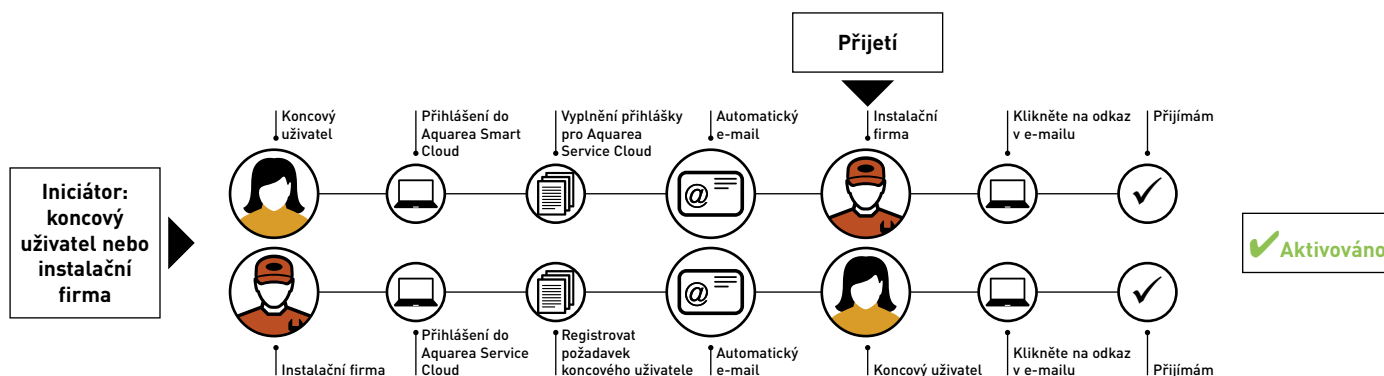 Přijetí
Koncový
uživatel
Přihlášení do
Aquarea Smart
Cloud
Vyplnění přihlášky
pro Aquarea
Service Cloud
Automatický
e-mail
Instalační
firma
Klikněte na odkaz
v e-mailu
Přijímám
Iniciátor:
koncový
uživatel nebo
instalační
firma
@
@
Aktivováno
Instalační firma
Přihlášení do
Aquarea Service
Cloud
Registrovat
požadavek
koncového uživatele
Automatický
e-mail
Koncový uživatel
Klikněte na odkaz
v e-mailu
Přijímám